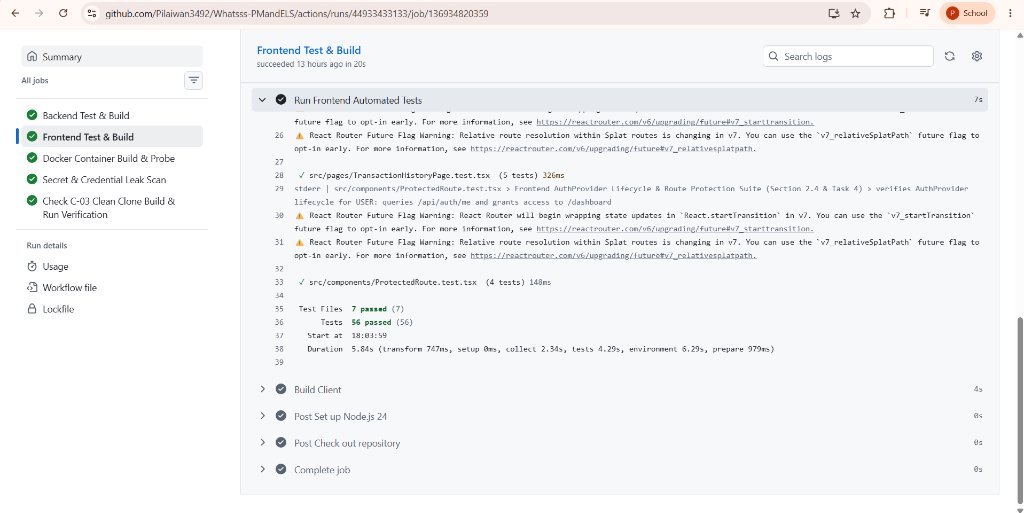 github.com/Pilaiwan3492/Whatsss-PMandELS/actions/runs/44933433133/job/136934820359
P School
Summary
All jobs
Backend Test & Build
Frontend Test & Build
Docker Container Build & Probe
Secret & Credential Leak Scan
Check C-03 Clean Clone Build &
Run Verification
Run details
Usage
Workflow file
Lockfile
Frontend Test & Build
succeeded 13 hours ago in 20s
Search logs
Run Frontend Automated Tests 7s
future flag to opt-in early. For more information, see https://reactrouter.com/v6/upgrading/future#v7_starttransition.
26 ⚠️ React Router Future Flag Warning: Relative route resolution within Splat routes is changing in v7. You can use the `v7_relativeSplatPath` future flag to
opt-in early. For more information, see https://reactrouter.com/v6/upgrading/future#v7_relativesplatpath.
27
28 ✓ src/pages/TransactionHistoryPage.test.tsx (5 tests) 326ms
29 stderr | src/components/ProtectedRoute.test.tsx > Frontend AuthProvider Lifecycle & Route Protection Suite (Section 2.4 & Task 4) > verifies AuthProvider
lifecycle for USER: queries /api/auth/me and grants access to /dashboard
30 ⚠️ React Router Future Flag Warning: React Router will begin wrapping state updates in `React.startTransition` in v7. You can use the `v7_startTransition`
future flag to opt-in early. For more information, see https://reactrouter.com/v6/upgrading/future#v7_starttransition.
31 ⚠️ React Router Future Flag Warning: Relative route resolution within Splat routes is changing in v7. You can use the `v7_relativeSplatPath` future flag to
opt-in early. For more information, see https://reactrouter.com/v6/upgrading/future#v7_relativesplatpath.
32
33 ✓ src/components/ProtectedRoute.test.tsx (4 tests) 148ms
34
35 Test Files 7 passed (7)
36 Tests 56 passed (56)
37 Start at 18:03:59
38 Duration 5.84s (transform 747ms, setup 0ms, collect 2.34s, tests 4.29s, environment 6.29s, prepare 979ms)
39
Build Client 4s
Post Set up Node.js 24 0s
Post Check out repository 0s
Complete job 0s